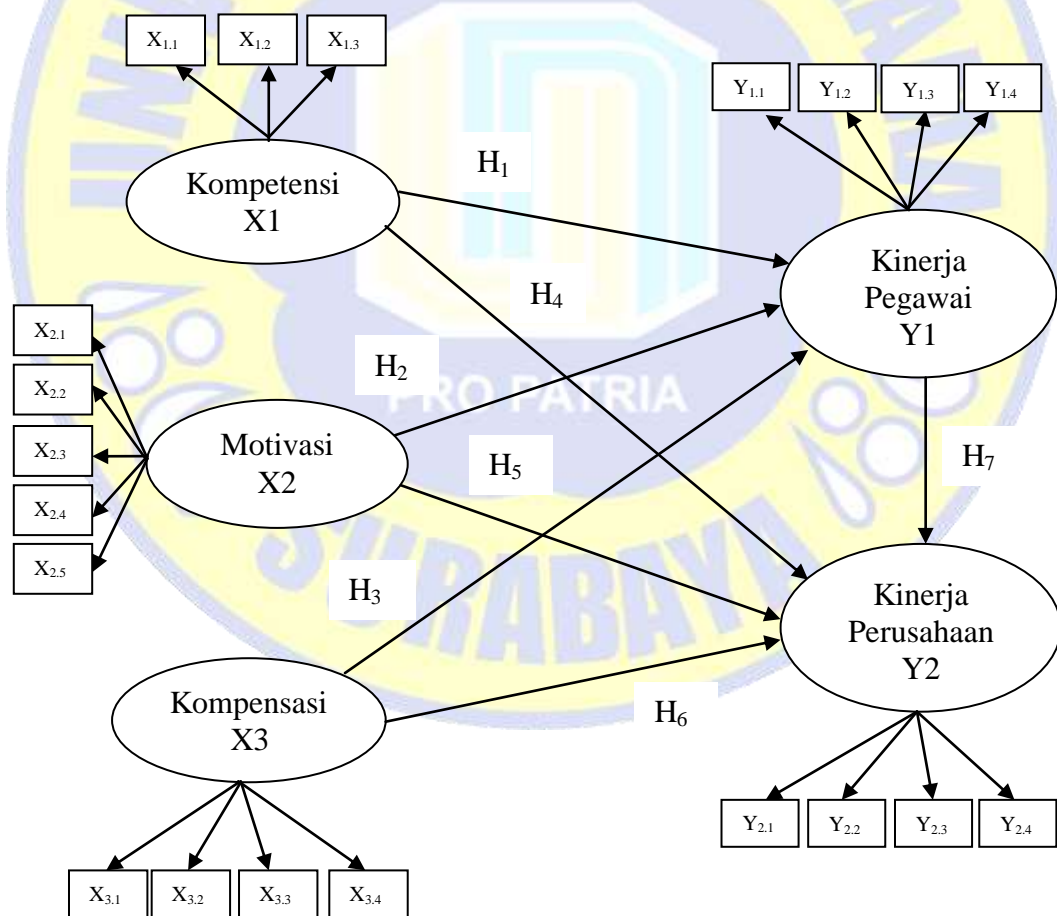 X1.1 X1.2 X1.3
Y1.1 Y1.2 Y1.3 Y1.4
Kompetensi
X1
H1
Kinerja
Pegawai
Y1
H4
X2.1
X2.2
X2.3
X2.4
X2.5
H2
PRO PATRIA
Motivasi
X2
H5
H7
SURABAYA
H3
Kinerja
Perusahaan
Y2
Kompensasi
X3
H6
Y2.1 Y2.2 Y2.3 Y2.4
X3.1 X3.2 X3.3 X3.4